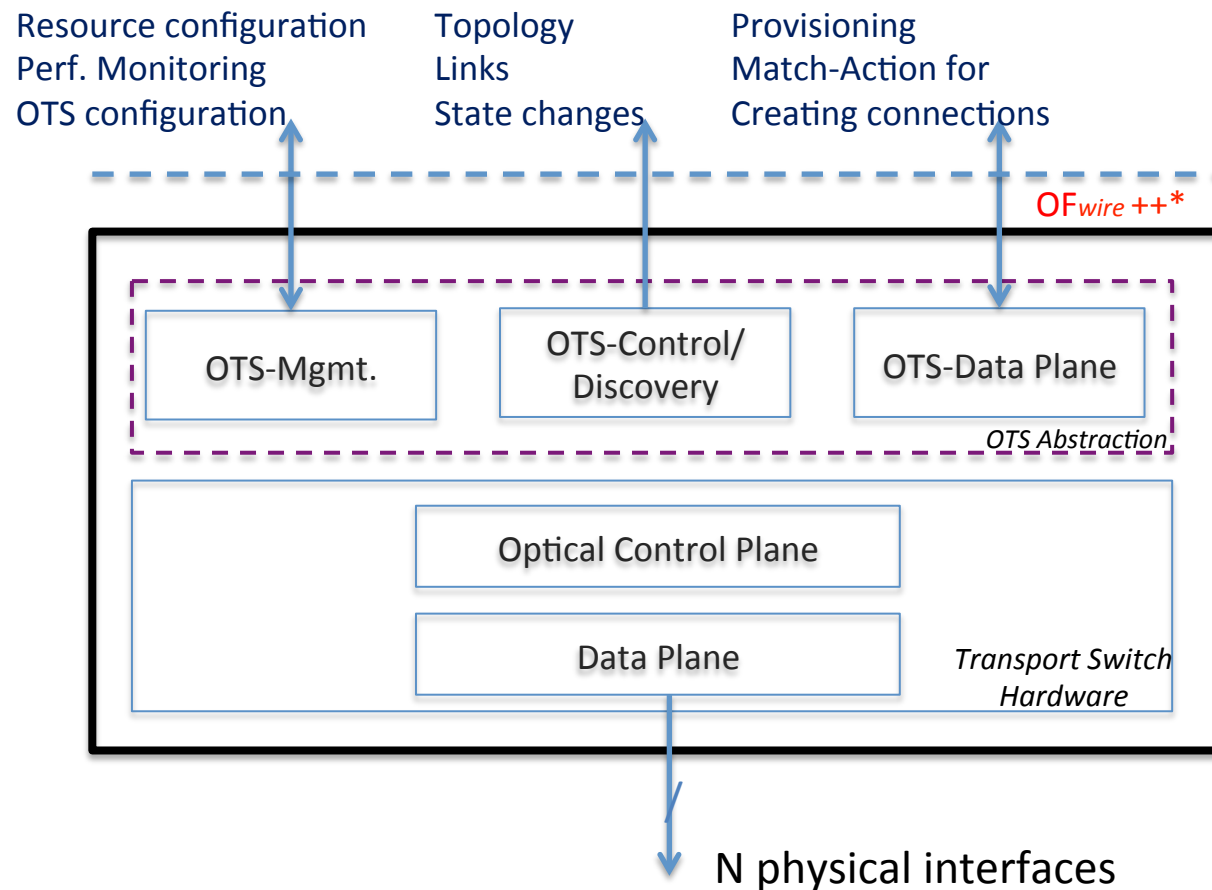 Resource configuration
Perf. Monitoring
OTS configuration
Topology
Links
State changes
Provisioning
Match-Action for
Creating connections
OFwire ++*
OTS-Mgmt.
OTS-Control/
Discovery
OTS-Data Plane
OTS Abstraction
Optical Control Plane
Data Plane
Transport Switch
Hardware
N physical interfaces